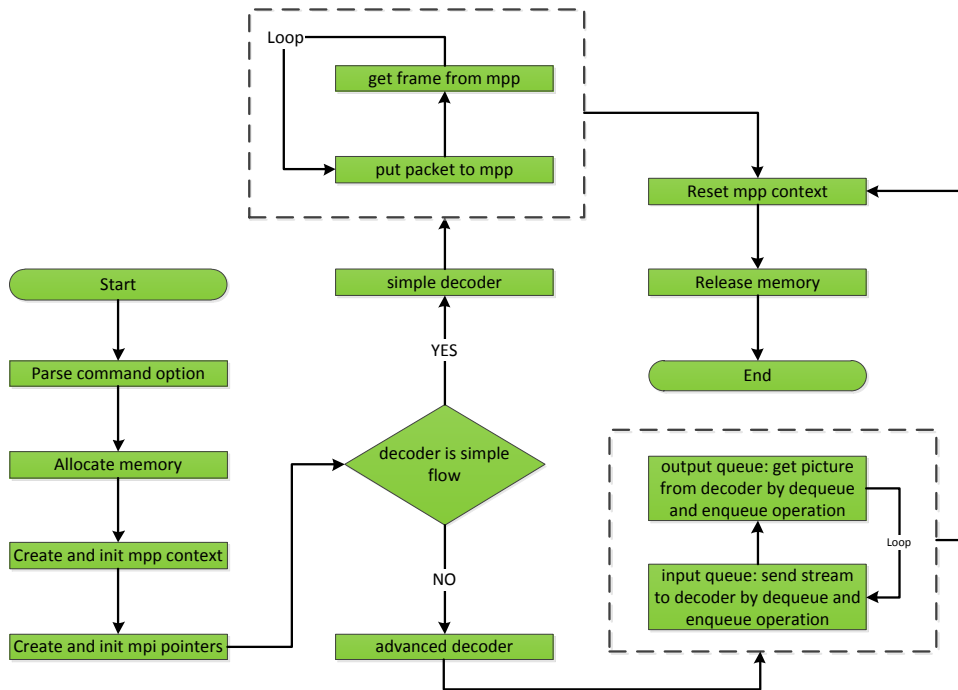 Loop
get frame from mpp
put packet to mpp
simple decoder
YES
Start
Parse command option
Allocate memory
Create and init mpp context
Create and init mpi pointers
decoder is simple
flow
NO
advanced decoder
Reset mpp context
Release memory
End
output queue: get picture
from decoder by dequeue
and enqueue operation
Loop
input queue: send stream
to decoder by dequeue and
enqueue operation